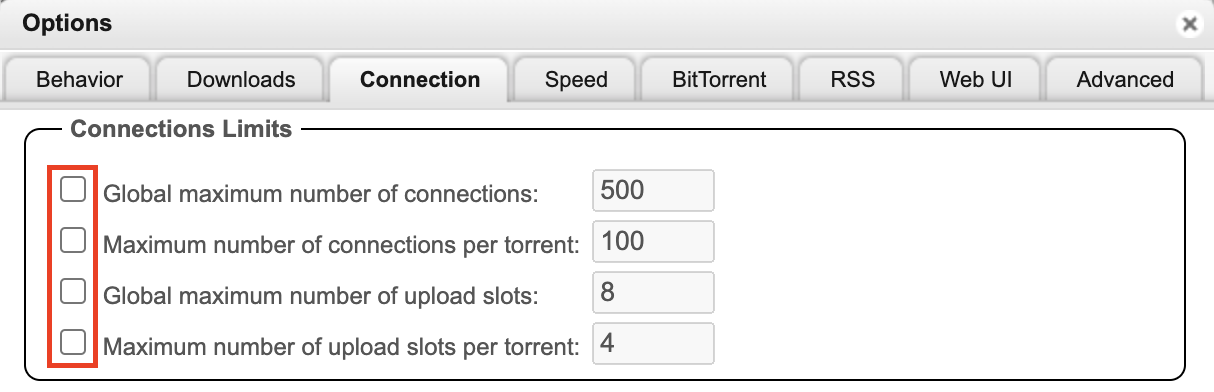 Options
Behavior Downloads Connection Speed BitTorrent RSS Web UI Advanced
Connections Limits
Global maximum number of connections: 500
Maximum number of connections per torrent: 100
Global maximum number of upload slots: 8
Maximum number of upload slots per torrent: 4